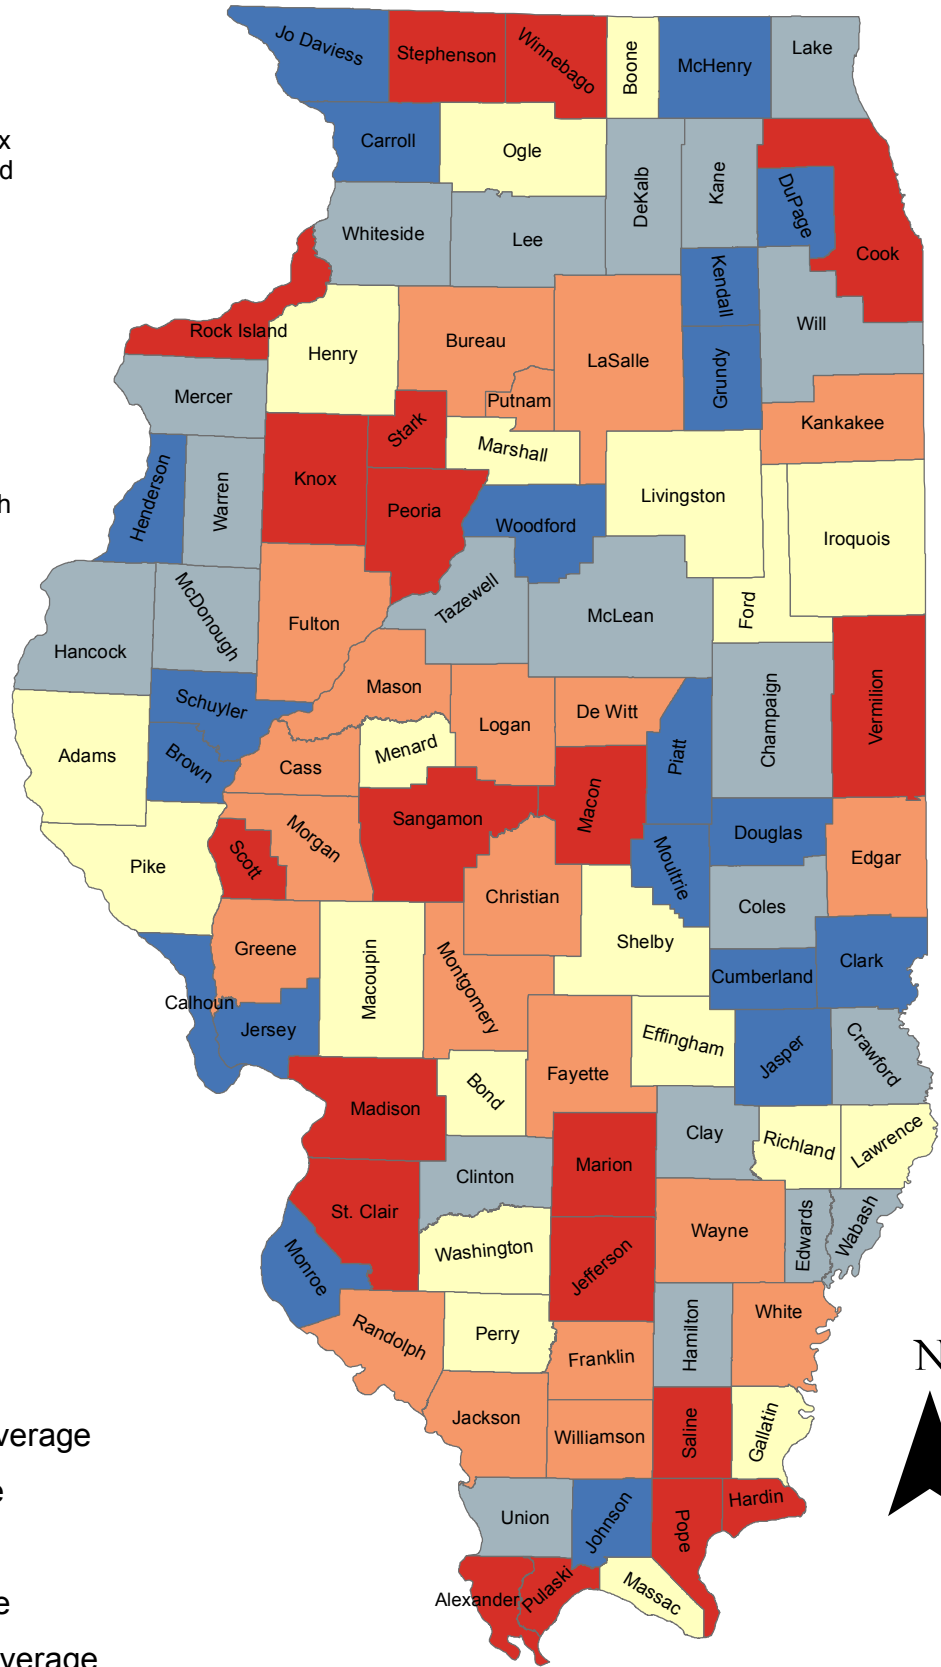 Jo Daviess
Stephenson
Winnebago
Boone
McHenry
Lake
x
d
Carroll
Ogle
DeKalb
Kane
DuPage
Cook
Whiteside
Lee
Kendall
Will
Rock Island
Henry
Bureau
LaSalle
Grundy
Mercer
Putnam
Kankakee
Stark
Marshall
Knox
Henderson
Warren
Peoria
Livingston
h
Woodford
Iroquois
McDonough
Tazewell
Ford
McLean
Fulton
Hancock
Mason
Schuyler
Logan
De Witt
Champaign
Vermilion
Adams
Brown
Cass
Menard
Piatt
Macon
Sangamon
Douglas
Morgan
Scott
Pike
Moultrie
Edgar
Christian
Coles
Greene
Macoupin
Montgomery
Shelby
Cumberland
Clark
Calhoun
Jersey
Effingham
Jasper
Crawford
Fayette
Bond
Madison
Clay
Richland
Lawrence
Marion
Clinton
St. Clair
Wayne
Edwards
Wabash
Washington
Monroe
Jefferson
White
Randolph
Perry
Hamilton
N
Franklin
Jackson
Williamson
Saline
Gallatin
verage
e
Union
Johnson
Pope
Hardin
Alexander
Pulaski
Massac
e
verage